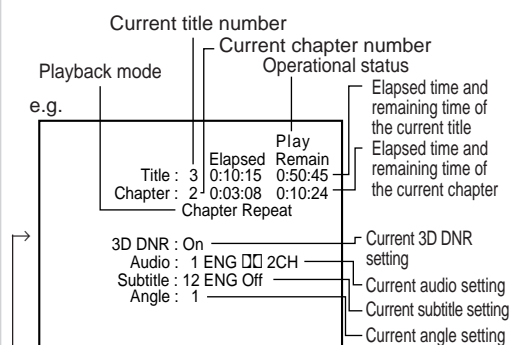 Current title number
Current chapter number
Operational status
Playback mode
e.g.
Elapsed time and
remaining time of
the current title
Elapsed time and
remaining time of
the current chapter
Play
Elapsed Remain
Title : 3 0:10:15 0:50:45
Chapter : 2 0:03:08 0:10:24
Chapter Repeat
3D DNR : On
Audio : 1 ENG 2CH
Subtitle : 12 ENG Off
Angle : 1
Current 3D DNR
setting
Current audio setting
Current subtitle setting
Current angle setting